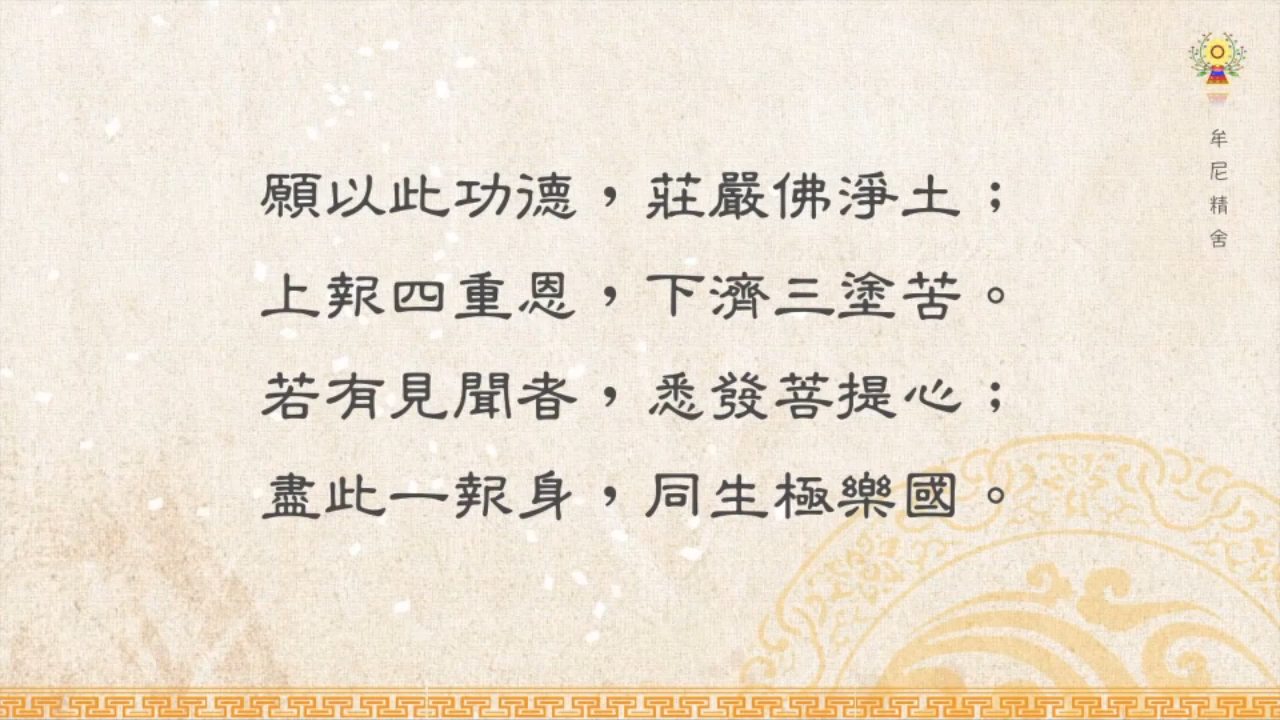 願以此功德，莊嚴佛淨土；
上報四重恩，下濟三塗苦。
若有見聞者，悉發菩提心；
盡此一報身，同生極樂國。
牟尼精舍